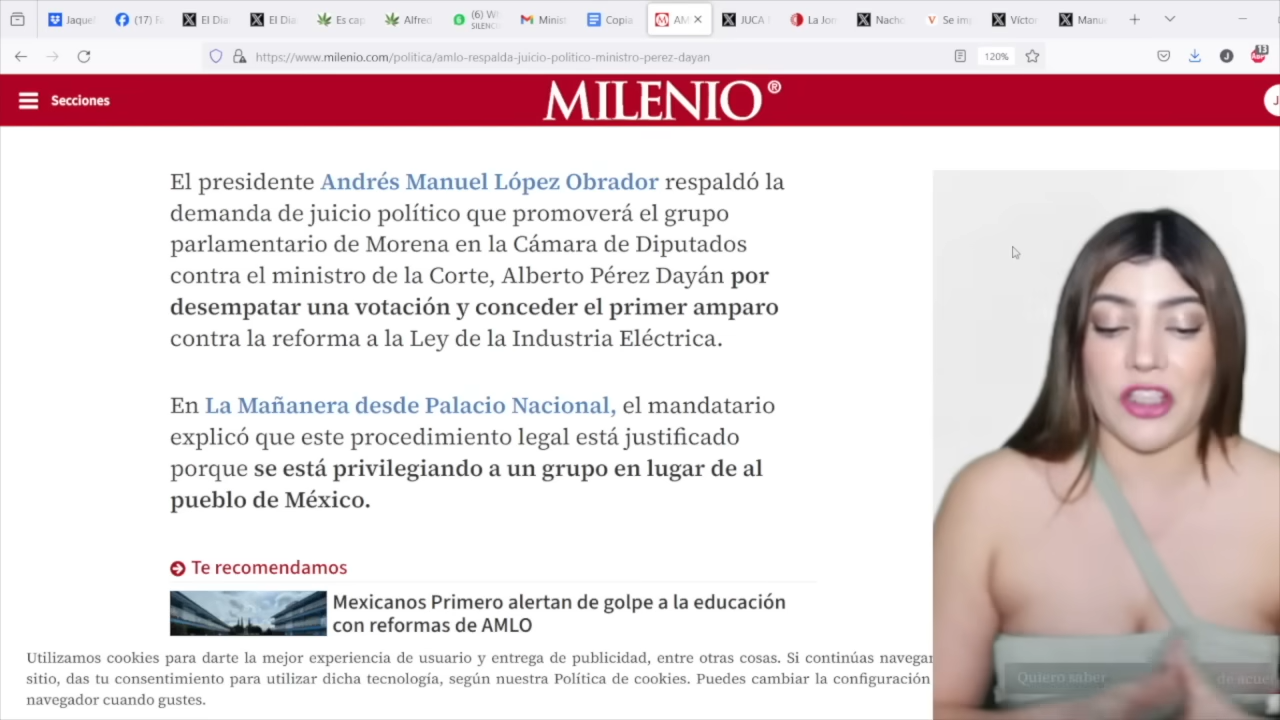 Jaquel
(17) F
El Dia
El Dia
Es cap
Alfred
(6) W
SILENC
Minist
Copia
AM
JUCA
La Jor
Nacho
Se im
Víctor
Manu
https://www.milenio.com/politica/amlo-respalda-juicio-politico-ministro-perez-dayan
120%
J
13
Secciones
MILENIO®
J
El presidente Andrés Manuel López Obrador respaldó la
demanda de juicio político que promoverá el grupo
parlamentario de Morena en la Cámara de Diputados
contra el ministro de la Corte, Alberto Pérez Dayán por
desempatar una votación y conceder el primer amparo
contra la reforma a la Ley de la Industria Eléctrica.
En La Mañanera desde Palacio Nacional, el mandatario
explicó que este procedimiento legal está justificado
porque se está privilegiando a un grupo en lugar de al
pueblo de México.
Te recomendamos
Mexicanos Primero alertan de golpe a la educación
con reformas de AMLO
Utilizamos cookies para darte la mejor experiencia de usuario y entrega de publicidad, entre otras cosas. Si continúas navegan
sitio, das tu consentimiento para utilizar dicha tecnología, según nuestra Política de cookies. Puedes cambiar la configuración
navegador cuando gustes.
Quiero saber
de acuer